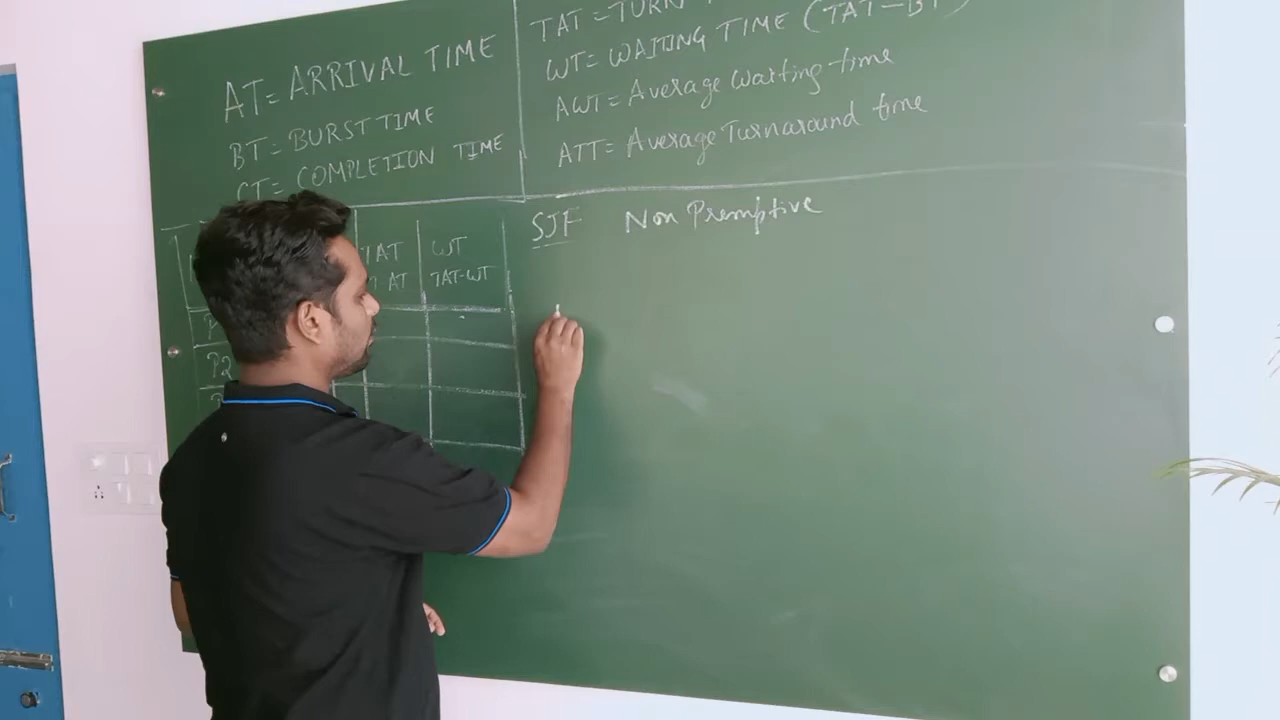 AT = ARRIVAL TIME
BT = BURST TIME
CT = COMPLETION TIME
TAT = TURN
WT = WAITING TIME (TAT-BT)
AWT = Average Waiting time
ATT = Average Turnaround time
TAT
AT
WT
TAT-WT
P2
SJF Non Premptive